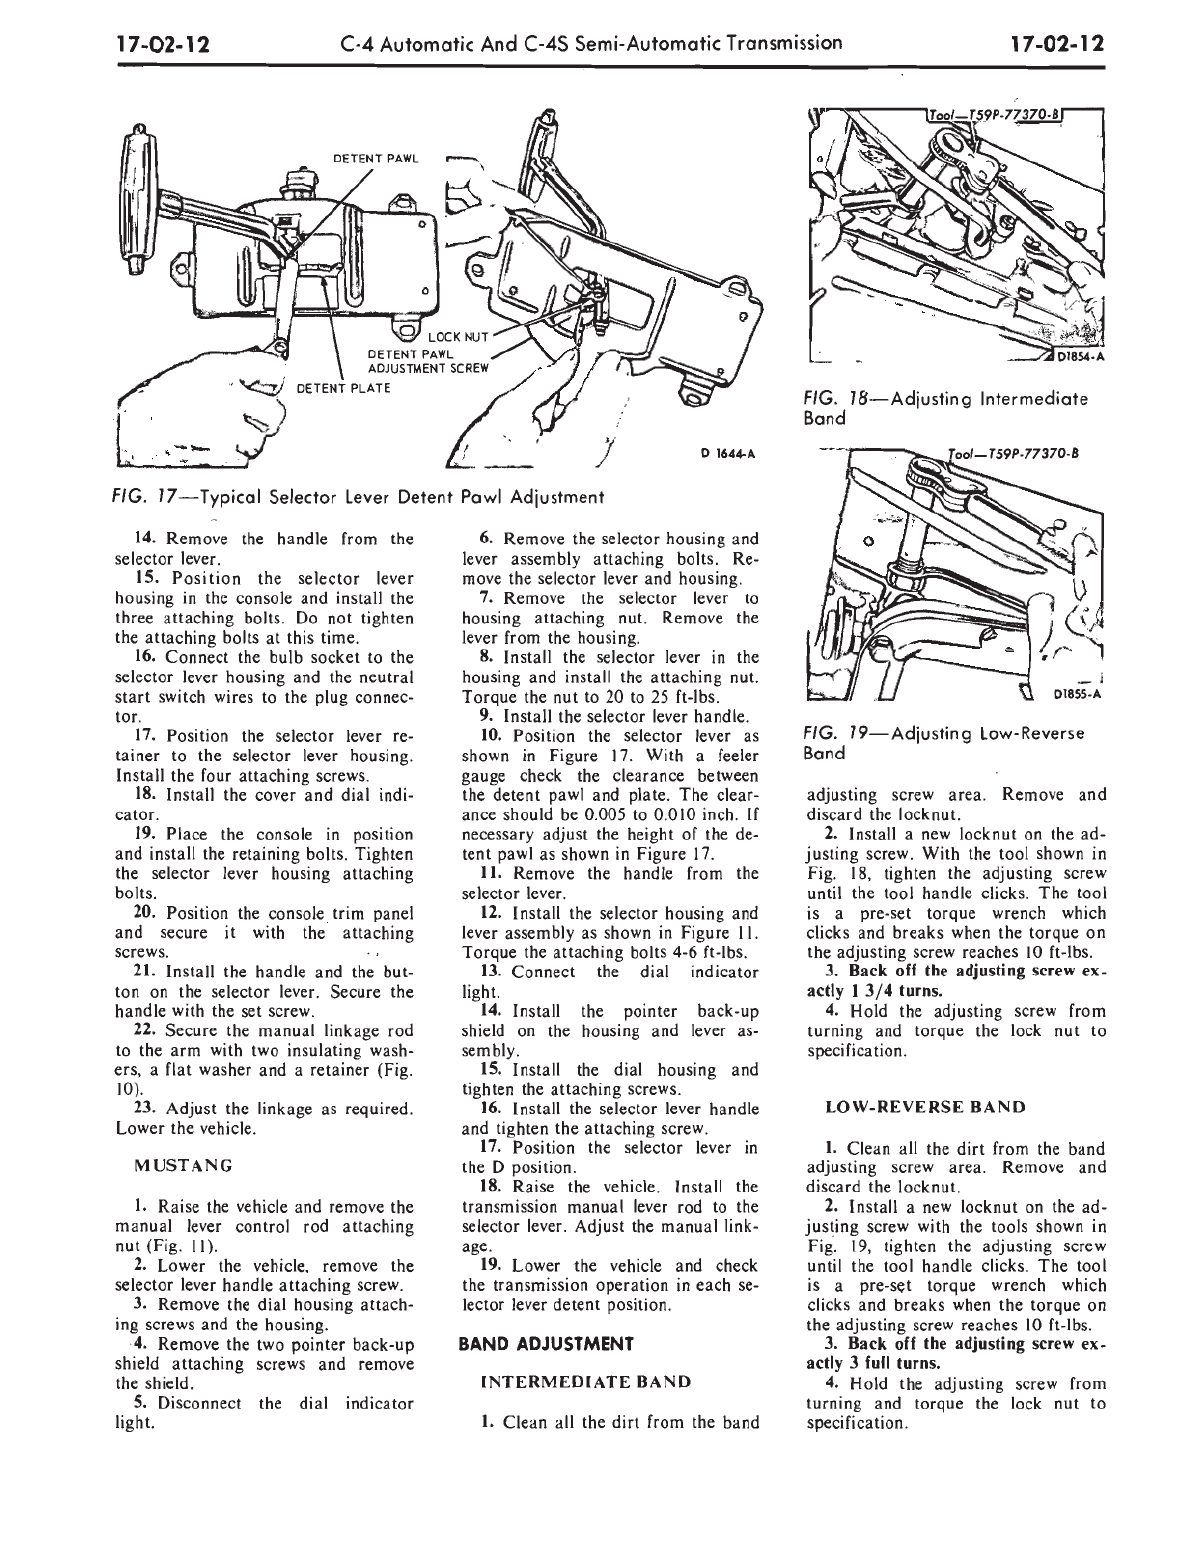 17-02-12
C-4 Automatic And C-4S Semi-Automatic Transmission
17-02-12
DETENT PAWL
LOCK NUT
DETENT PAWL
ADJUSTMENT SCREW
DETENT PLATE
D 1644-A
FIG. 17—Typical Selector Lever Detent Pawl Adjustment
Tool—T59P-77370-B
D1854-A
FIG. 18—Adjusting Intermediate
Band
Tool—T59P-77370-B
D1855-A
FIG. 19—Adjusting Low-Reverse
Band
14. Remove the handle from the
selector lever.
15. Position the selector lever
housing in the console and install the
three attaching bolts. Do not tighten
the attaching bolts at this time.
16. Connect the bulb socket to the
selector lever housing and the neutral
start switch wires to the plug connec-
tor.
17. Position the selector lever re-
tainer to the selector lever housing.
Install the four attaching screws.
18. Install the cover and dial indi-
cator.
19. Place the console in position
and install the retaining bolts. Tighten
the selector lever housing attaching
bolts.
20. Position the console trim panel
and secure it with the attaching
screws.
21. Install the handle and the but-
ton on the selector lever. Secure the
handle with the set screw.
22. Secure the manual linkage rod
to the arm with two insulating wash-
ers, a flat washer and a retainer (Fig.
10).
23. Adjust the linkage as required.
Lower the vehicle.
MUSTANG
1. Raise the vehicle and remove the
manual lever control rod attaching
nut (Fig. 11).
2. Lower the vehicle, remove the
selector lever handle attaching screw.
3. Remove the dial housing attach-
ing screws and the housing.
4. Remove the two pointer back-up
shield attaching screws and remove
the shield.
5. Disconnect the dial indicator
light.
6. Remove the selector housing and
lever assembly attaching bolts. Re-
move the selector lever and housing.
7. Remove the selector lever to
housing attaching nut. Remove the
lever from the housing.
8. Install the selector lever in the
housing and install the attaching nut.
Torque the nut to 20 to 25 ft-lbs.
9. Install the selector lever handle.
10. Position the selector lever as
shown in Figure 17. With a feeler
gauge check the clearance between
the detent pawl and plate. The clear-
ance should be 0.005 to 0.010 inch. If
necessary adjust the height of the de-
tent pawl as shown in Figure 17.
11. Remove the handle from the
selector lever.
12. Install the selector housing and
lever assembly as shown in Figure 11.
Torque the attaching bolts 4-6 ft-lbs.
13. Connect the dial indicator
light.
14. Install the pointer back-up
shield on the housing and lever as-
sembly.
15. Install the dial housing and
tighten the attaching screws.
16. Install the selector lever handle
and tighten the attaching screw.
17. Position the selector lever in
the D position.
18. Raise the vehicle. Install the
transmission manual lever rod to the
selector lever. Adjust the manual link-
age.
19. Lower the vehicle and check
the transmission operation in each se-
lector lever detent position.
BAND ADJUSTMENT
INTERMEDIATE BAND
1. Clean all the dirt from the band
adjusting screw area. Remove and
discard the locknut.
2. Install a new locknut on the ad-
justing screw. With the tool shown in
Fig. 18, tighten the adjusting screw
until the tool handle clicks. The tool
is a pre-set torque wrench which
clicks and breaks when the torque on
the adjusting screw reaches 10 ft-lbs.
3. Back off the adjusting screw ex-
actly 1 3/4 turns.
4. Hold the adjusting screw from
turning and torque the lock nut to
specification.
LOW-REVERSE BAND
1. Clean all the dirt from the band
adjusting screw area. Remove and
discard the locknut.
2. Install a new locknut on the ad-
justing screw with the tools shown in
Fig. 19, tighten the adjusting screw
until the tool handle clicks. The tool
is a pre-set torque wrench which
clicks and breaks when the torque on
the adjusting screw reaches 10 ft-lbs.
3. Back off the adjusting screw ex-
actly 3 full turns.
4. Hold the adjusting screw from
turning and torque the lock nut to
specification.